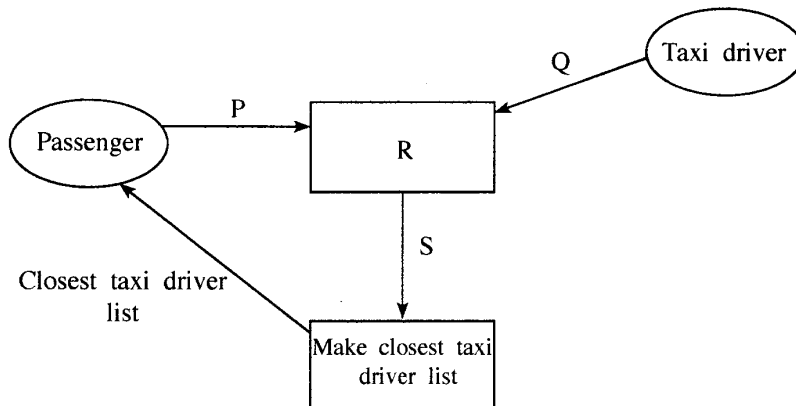 Taxi driver
Q
P
Passenger
R
S
Closest taxi driver
list
Make closest taxi
driver list